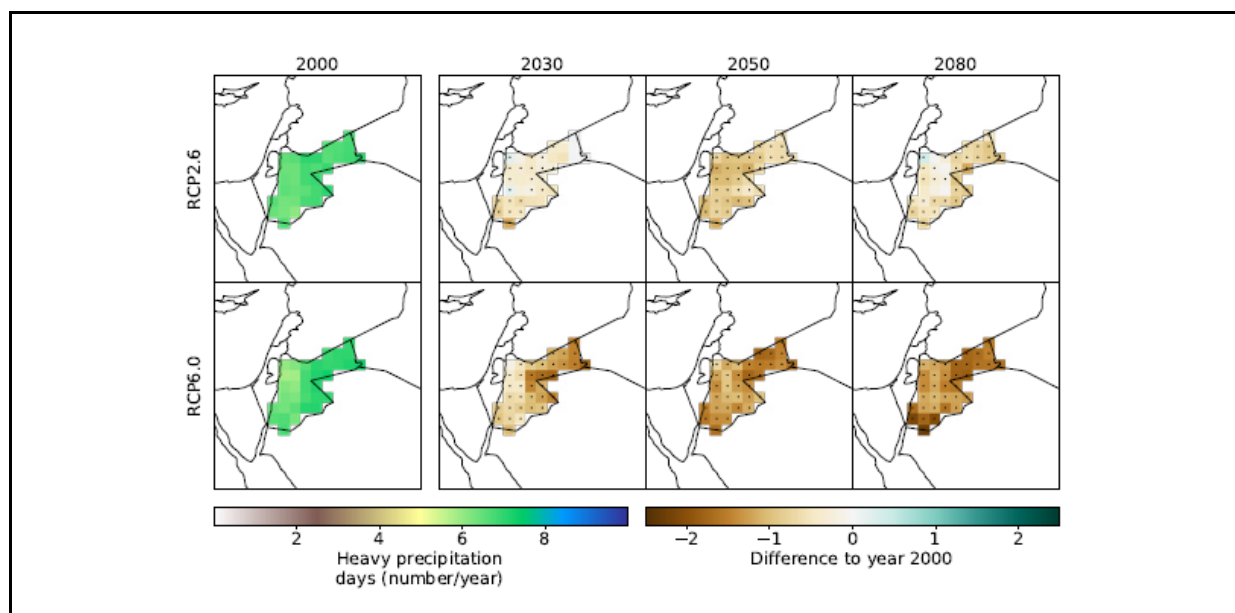 2000 2030 2050 2080
RCP2.6
RCP6.0
2 4 6 8 −2 −1 0 1 2
Heavy precipitation Difference to year 2000
days (number/year)